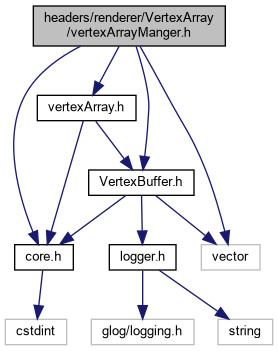 headers/renderer/VertexArray
/vertexArrayManger.h
vertexArray.h
VertexBuffer.h
core.h
logger.h
vector
cstdint
glog/logging.h
string